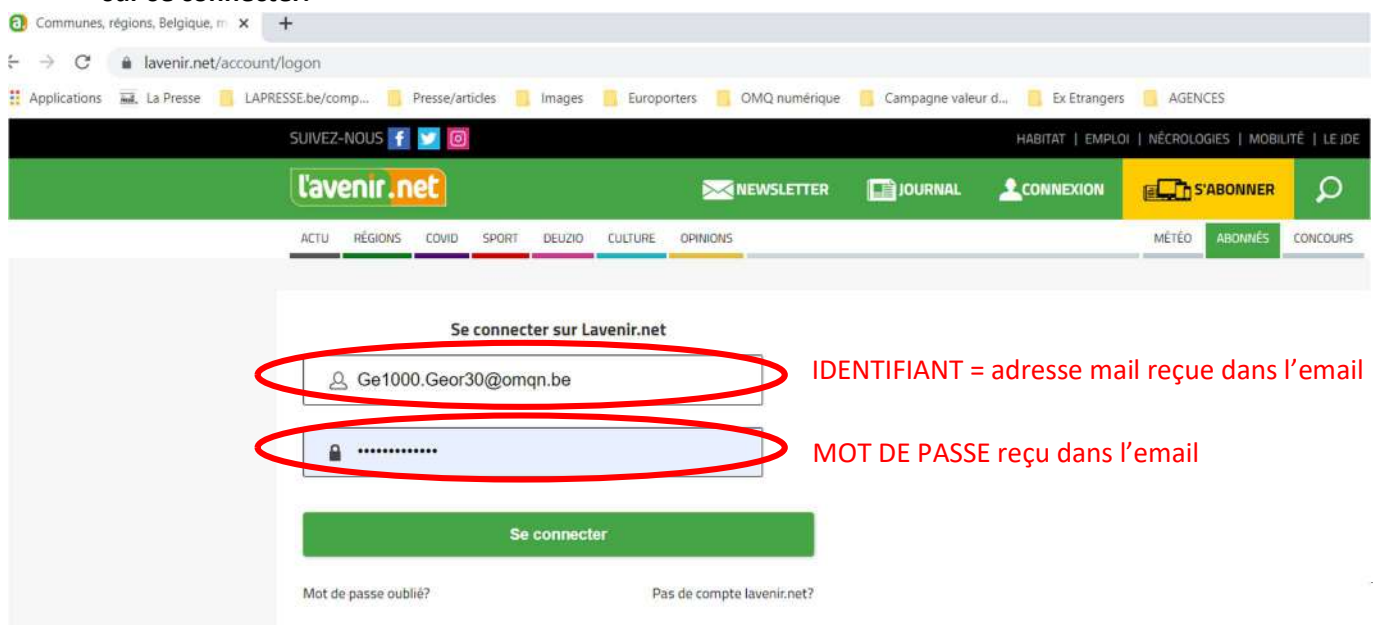 Communes, régions, Belgique, m × +
lavenir.net/account/logon
Applications La Presse LAPRESSE.be/comp... Presse/articles Images Europorters OMQ numérique Campagne valeur d... Ex Etrangers AGENCES
SUIVEZ-NOUS HABITAT | EMPLOI | NÉCROLOGIES | MOBILITÉ | LE JDE
l'avenir.net NEWSLETTER JOURNAL CONNEXION S'ABONNER
ACTU RÉGIONS COVID SPORT DEUZIO CULTURE OPINIONS MÉTÉO ABONNÉS CONCOURS
Se connecter sur Lavenir.net
Ge1000.Geor30@omqn.be IDENTIFIANT = adresse mail reçue dans l'email
••••••••••••• MOT DE PASSE reçu dans l'email
Se connecter
Mot de passe oublié? Pas de compte lavenir.net?